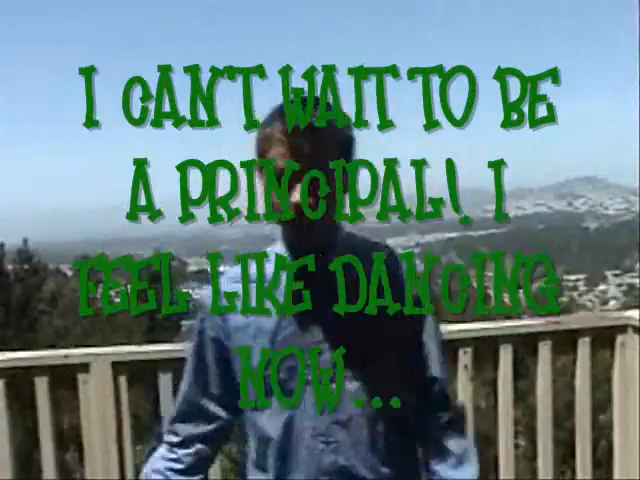 I CAN'T WAIT TO BE
A PRINCIPAL! I
FEEL LIKE DANCING
NOW...